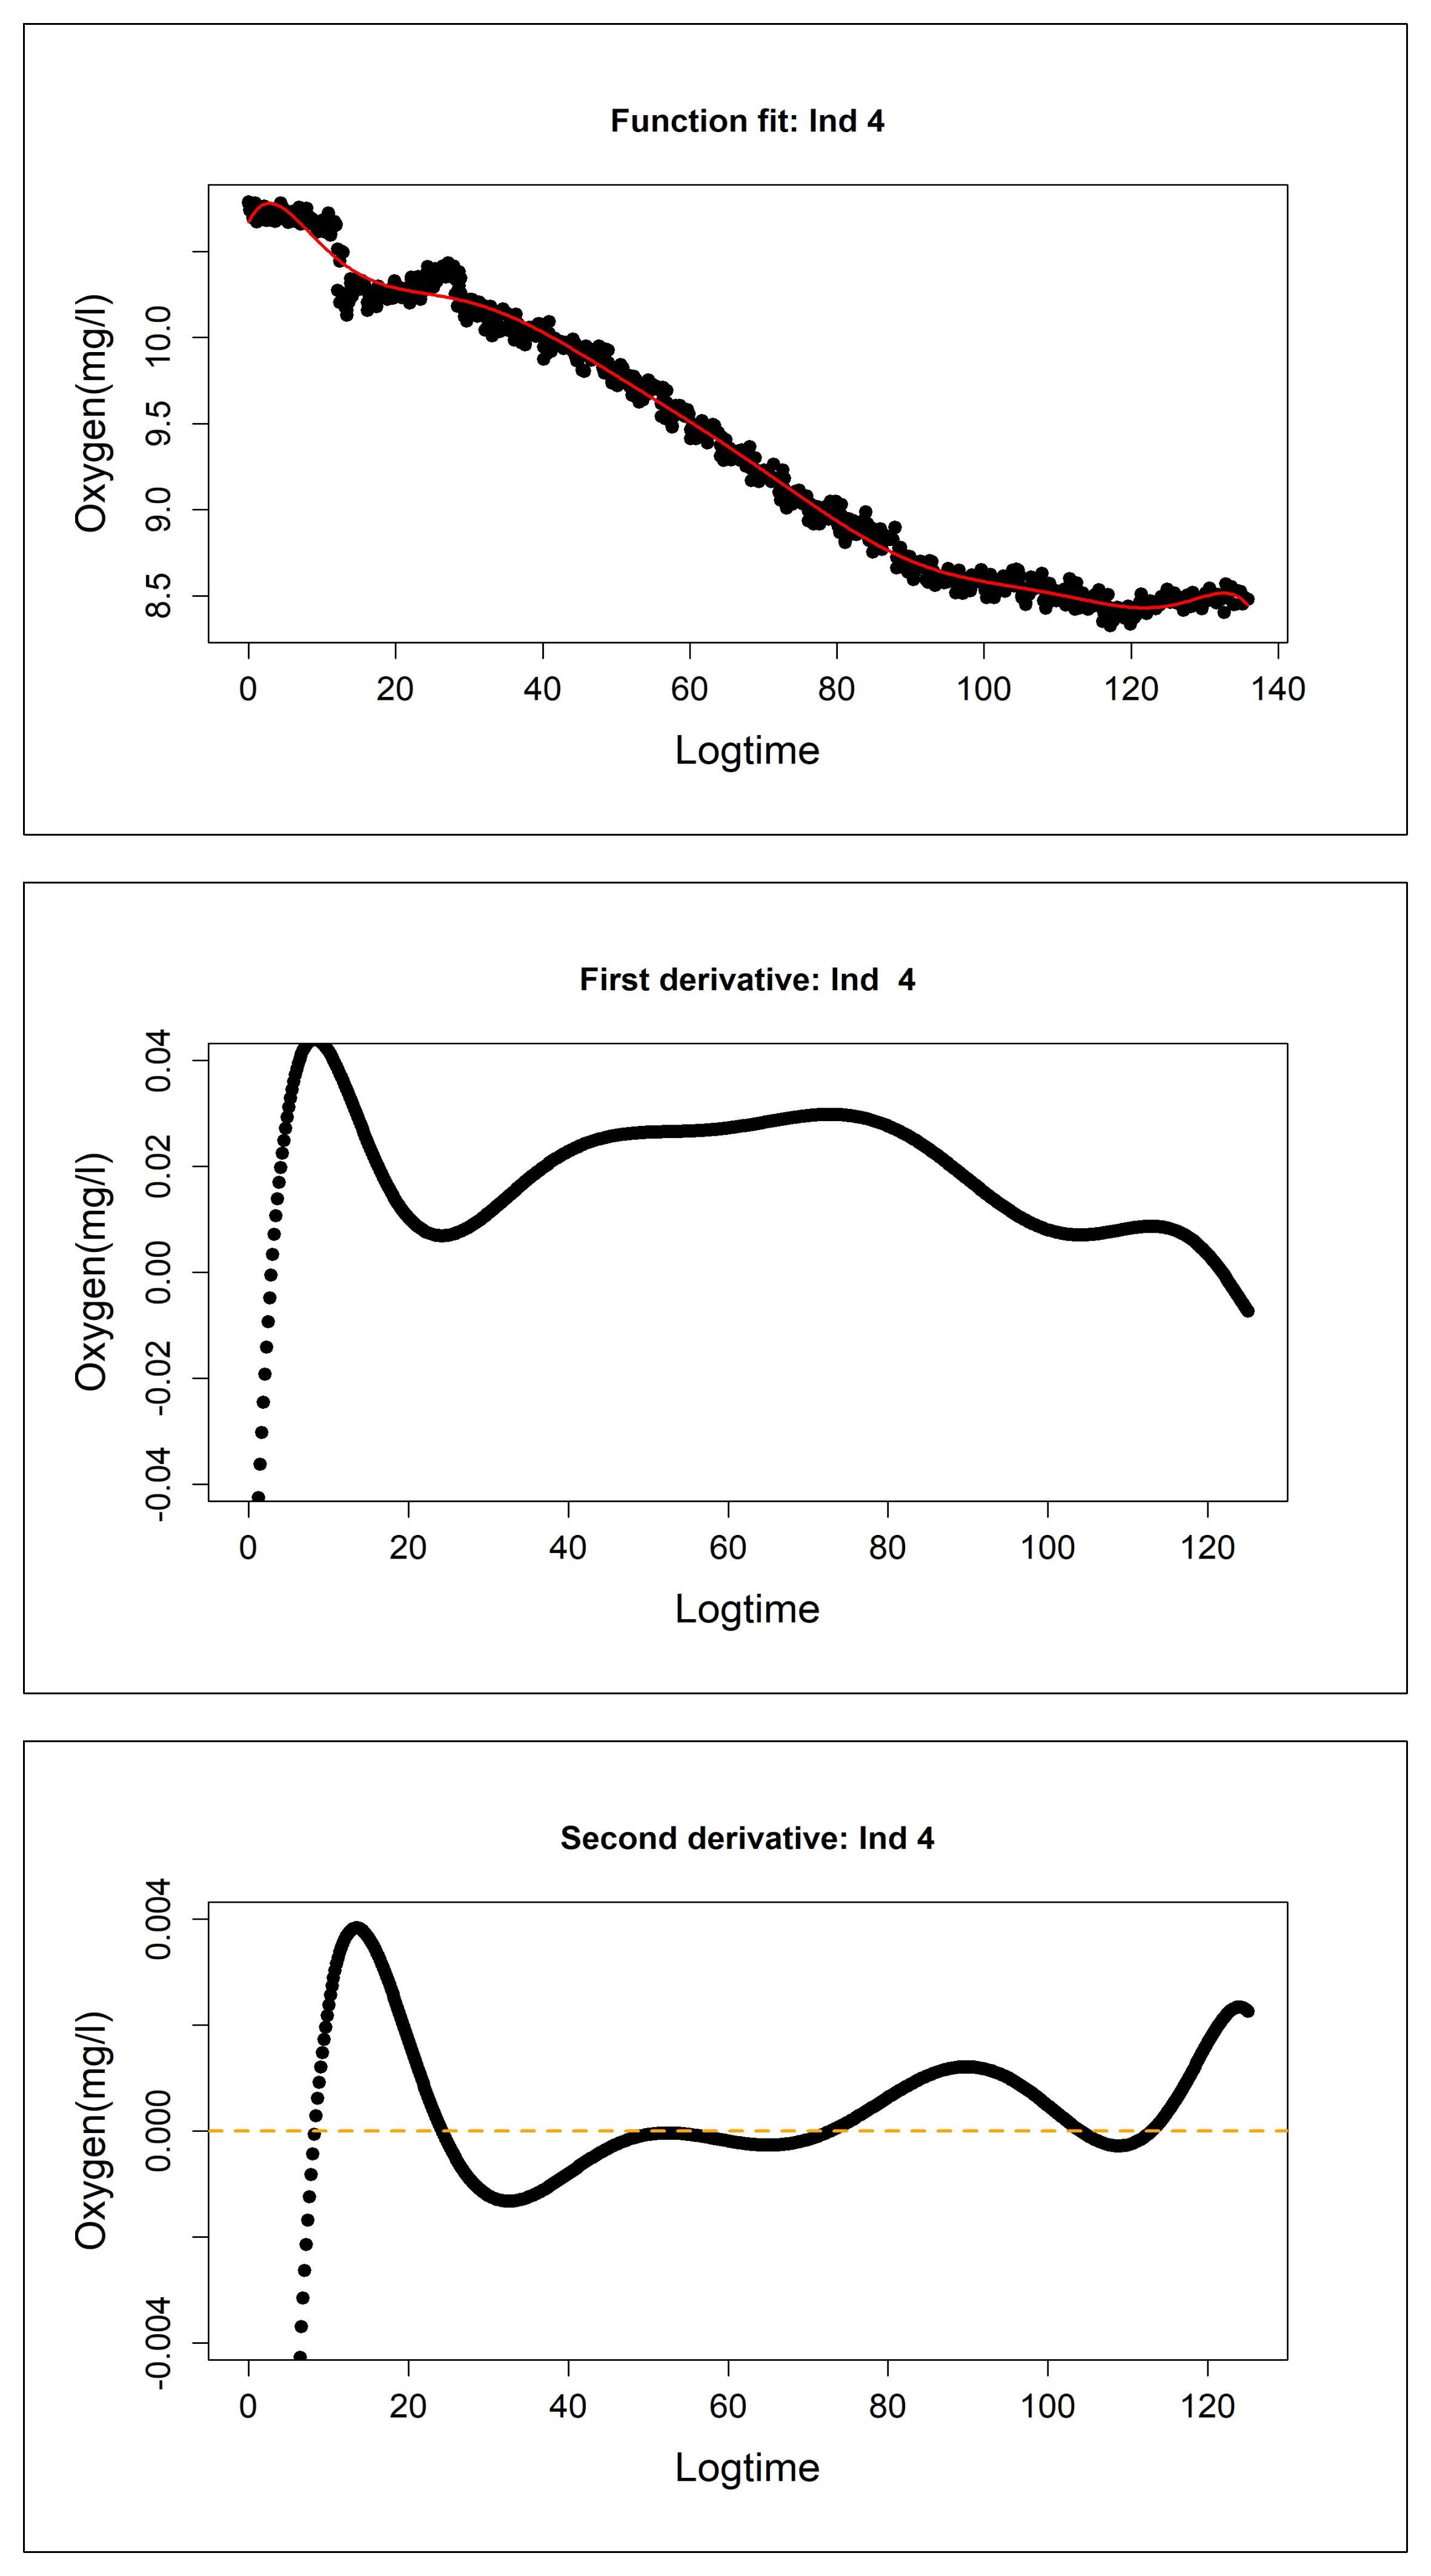 Function fit: Ind 4
Oxygen(mg/l)
10.0
9.5
9.0
8.5
0 20 40 60 80 100 120 140
Logtime
First derivative: Ind 4
Oxygen(mg/l)
0.04
0.02
0.00
-0.02
-0.04
0 20 40 60 80 100 120
Logtime
Second derivative: Ind 4
Oxygen(mg/l)
0.004
0.000
-0.004
0 20 40 60 80 100 120
Logtime